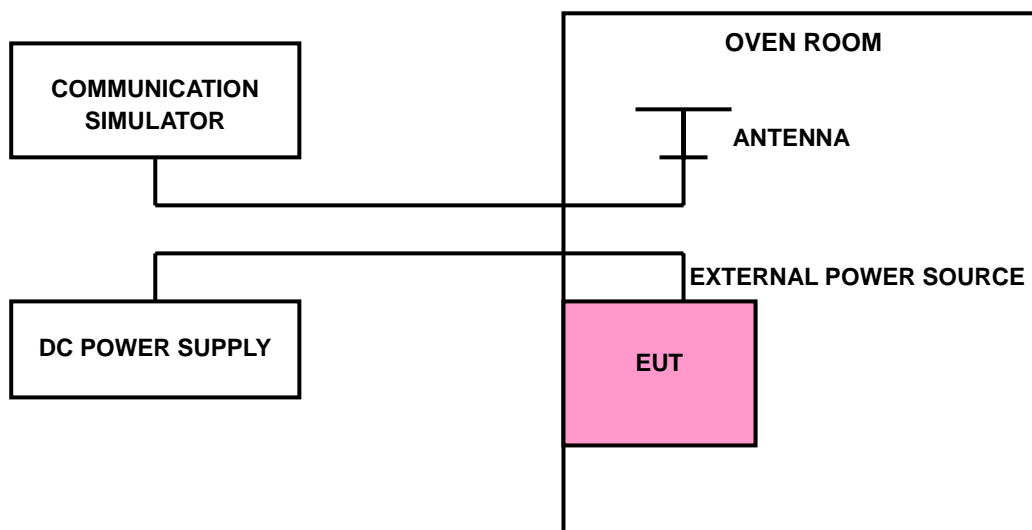 OVEN ROOM
COMMUNICATION
SIMULATOR
ANTENNA
EXTERNAL POWER SOURCE
DC POWER SUPPLY
EUT